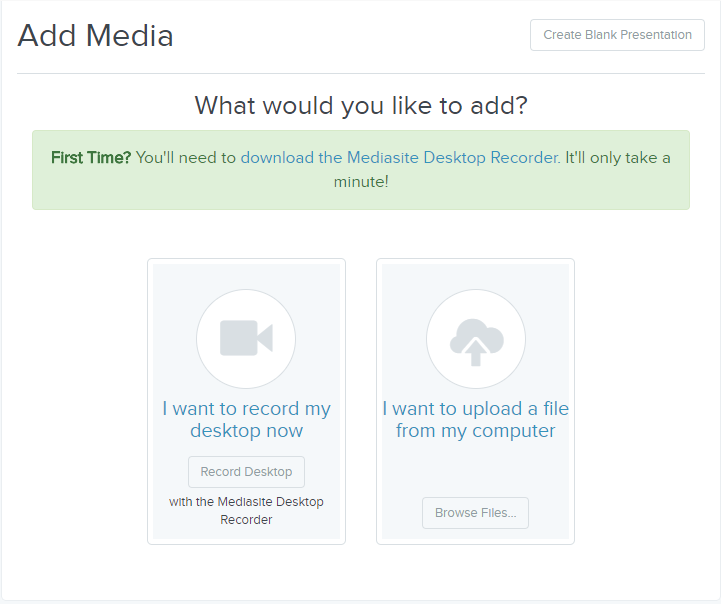 Add Media
Create Blank Presentation
What would you like to add?
First Time? You'll need to download the Mediasite Desktop Recorder. It'll only take a
minute!
I want to record my
desktop now
Record Desktop
with the Mediasite Desktop
Recorder
I want to upload a file
from my computer
Browse Files...